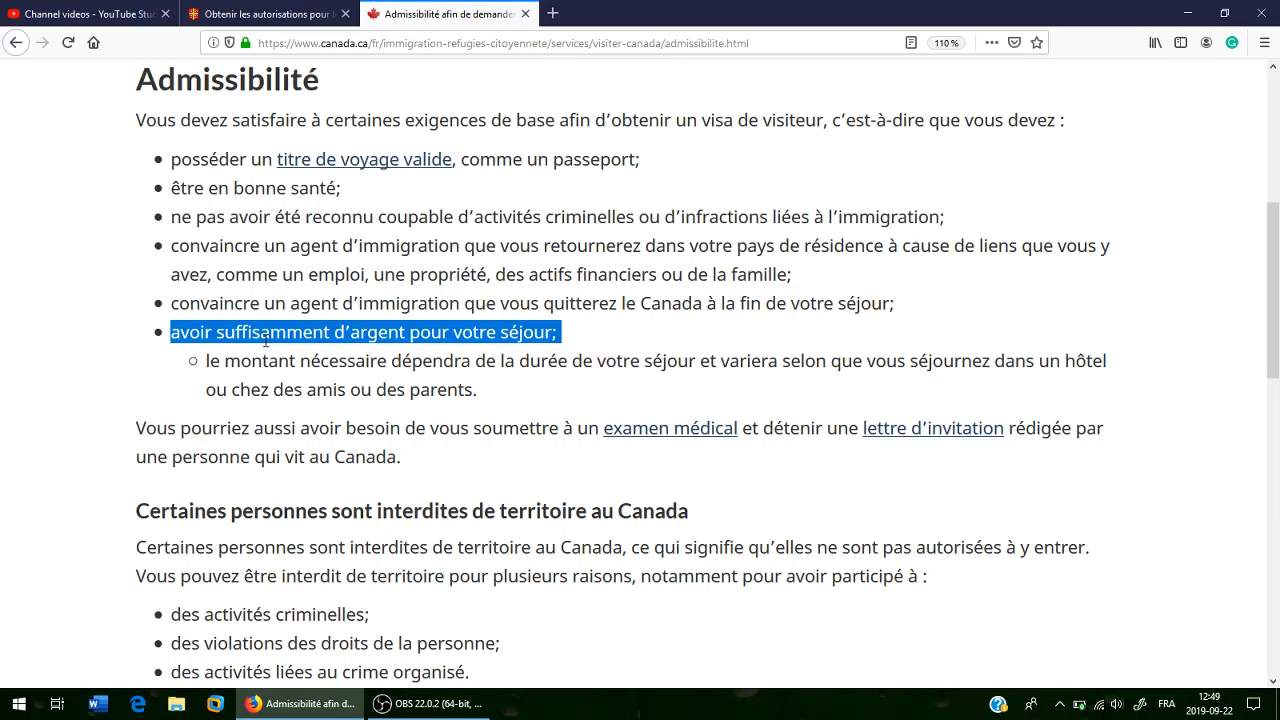 Channel videos - YouTube Stu
Obtenir les autorisations pour l
Admissibilité afin de demander
https://www.canada.ca/fr/immigration-refugies-citoyennete/services/visiter-canada/admissibilite.html
110 %
Admissibilité
Vous devez satisfaire à certaines exigences de base afin d’obtenir un visa de visiteur, c’est-à-dire que vous devez :
posséder un titre de voyage valide, comme un passeport;
être en bonne santé;
ne pas avoir été reconnu coupable d’activités criminelles ou d’infractions liées à l’immigration;
convaincre un agent d’immigration que vous retournerez dans votre pays de résidence à cause de liens que vous y
avez, comme un emploi, une propriété, des actifs financiers ou de la famille;
convaincre un agent d’immigration que vous quitterez le Canada à la fin de votre séjour;
avoir suffisamment d’argent pour votre séjour;
le montant nécessaire dépendra de la durée de votre séjour et variera selon que vous séjournez dans un hôtel
ou chez des amis ou des parents.
Vous pourriez aussi avoir besoin de vous soumettre à un examen médical et détenir une lettre d’invitation rédigée par
une personne qui vit au Canada.
Certaines personnes sont interdites de territoire au Canada
Certaines personnes sont interdites de territoire au Canada, ce qui signifie qu’elles ne sont pas autorisées à y entrer.
Vous pouvez être interdit de territoire pour plusieurs raisons, notamment pour avoir participé à :
des activités criminelles;
des violations des droits de la personne;
des activités liées au crime organisé.
Admissibilité afin d...
OBS 22.0.2 (64-bit, ...
FRA
12:49
2019-09-22